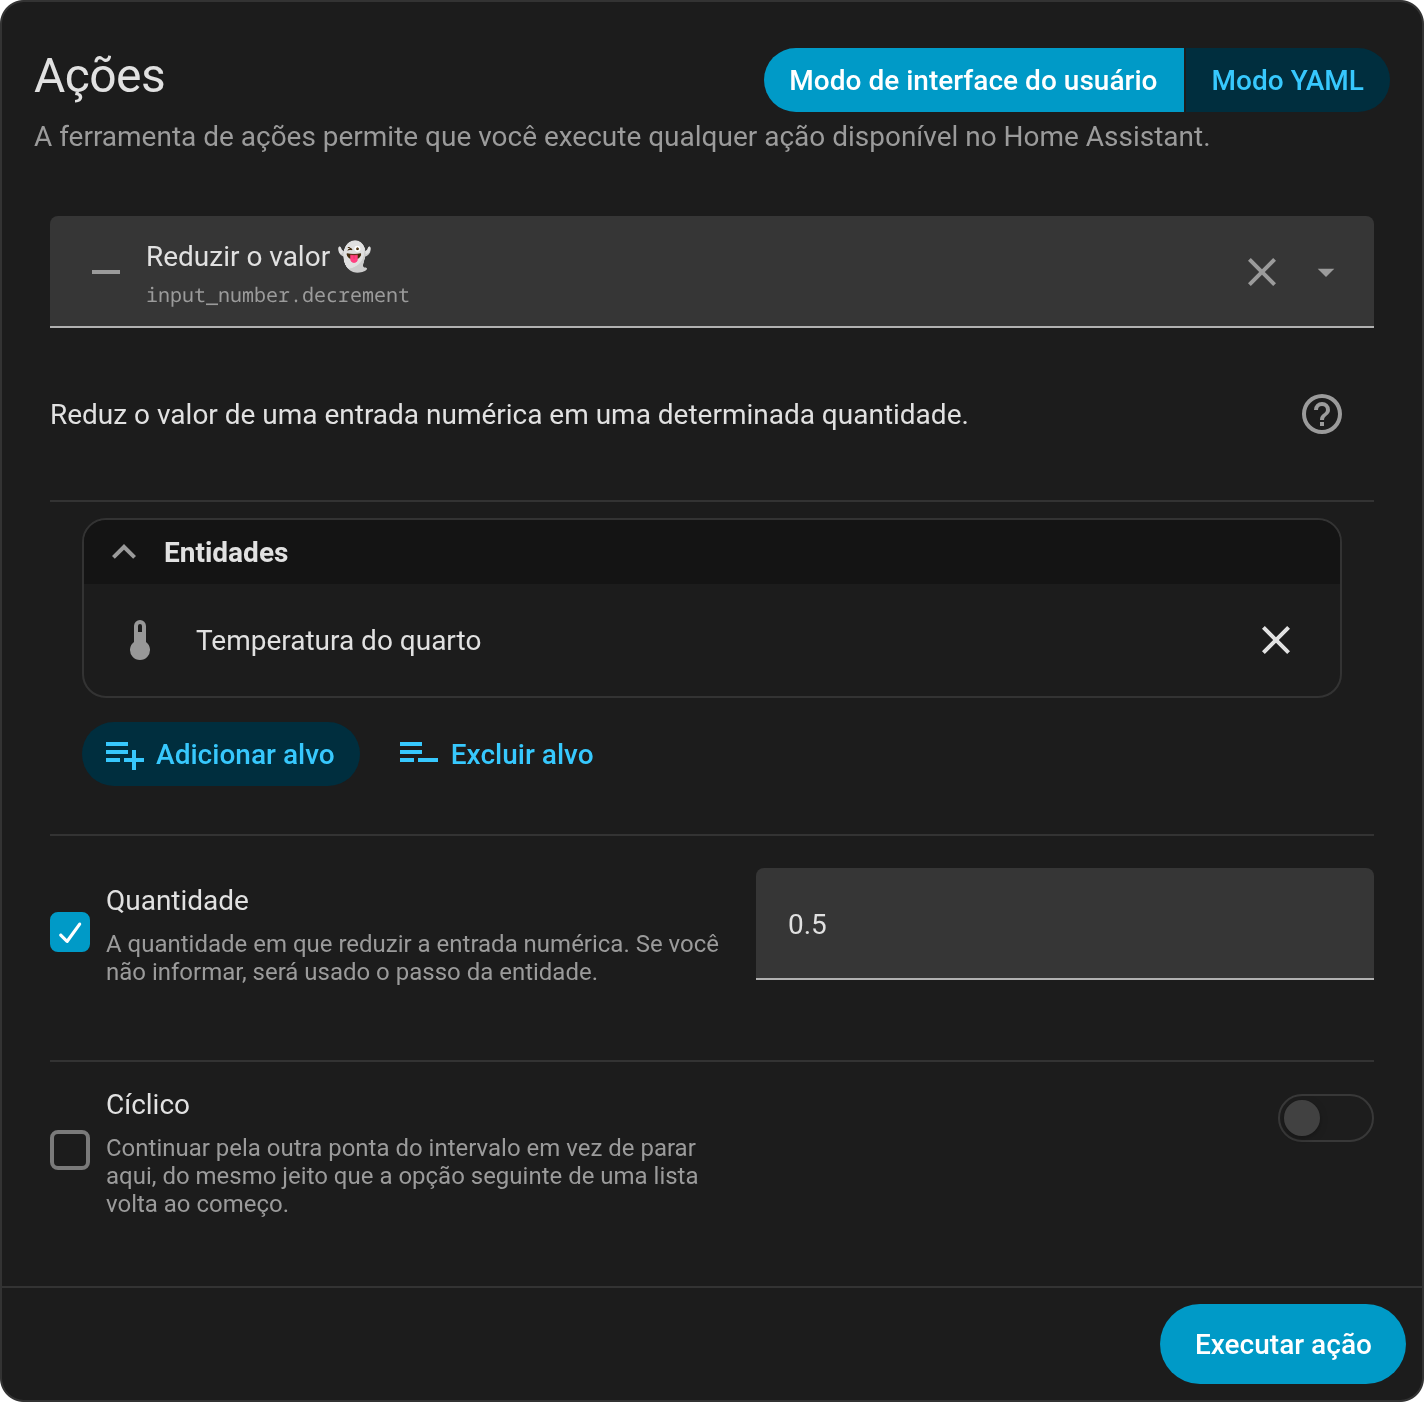 Ações
Modo de interface do usuário
Modo YAML
A ferramenta de ações permite que você execute qualquer ação disponível no Home Assistant.
Reduzir o valor 👻
input_number.decrement
Reduz o valor de uma entrada numérica em uma determinada quantidade.
Entidades
Temperatura do quarto
Adicionar alvo
Excluir alvo
Quantidade
A quantidade em que reduzir a entrada numérica. Se você
não informar, será usado o passo da entidade.
0.5
Cíclico
Continuar pela outra ponta do intervalo em vez de parar
aqui, do mesmo jeito que a opção seguinte de uma lista
volta ao começo.
Executar ação